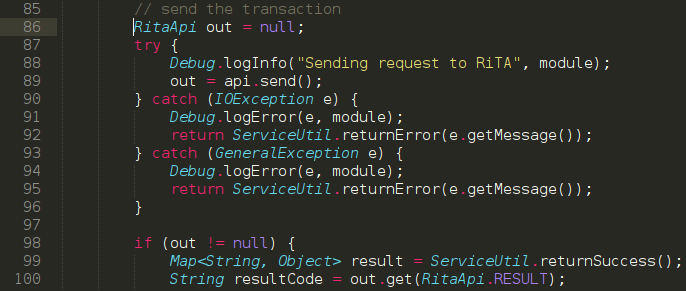 85 // send the transaction
86 RitaApi out = null;
87 try {
88 Debug.logInfo("Sending request to RiTA", module);
89 out = api.send();
90 } catch (IOException e) {
91 Debug.logError(e, module);
92 return ServiceUtil.returnError(e.getMessage());
93 } catch (GeneralException e) {
94 Debug.logError(e, module);
95 return ServiceUtil.returnError(e.getMessage());
96 }
97
98 if (out != null) {
99 Map<String, Object> result = ServiceUtil.returnSuccess();
100 String resultCode = out.get(RitaApi.RESULT);